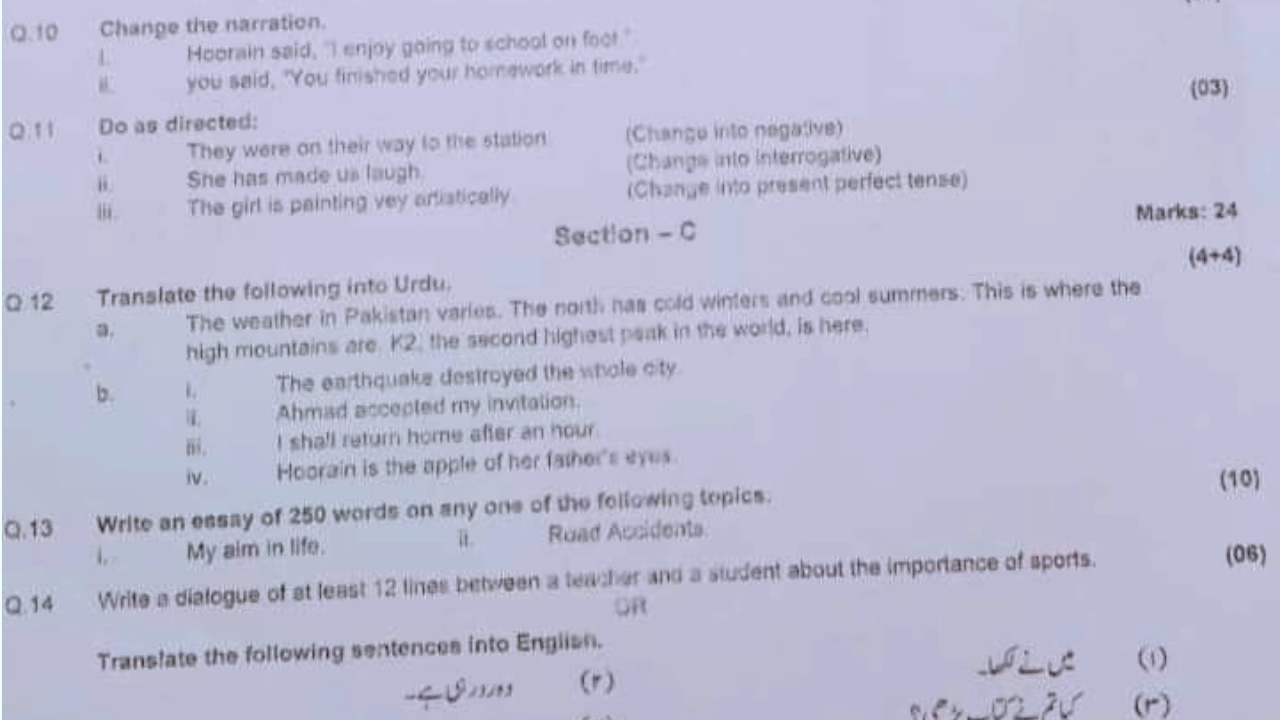 Q.10 Change the narration.
i. Hoorain said, "I enjoy going to school on foot."
ii. you said, "You finished your homework in time."
(03)
Q.11 Do as directed:
i. They were on their way to the station. (Change into negative)
ii. She has made us laugh. (Change into interrogative)
iii. The girl is painting vey artistically. (Change into present perfect tense)
Section – C Marks: 24
(4+4)
Q.12 Translate the following into Urdu.
a. The weather in Pakistan varies. The north has cold winters and cool summers. This is where the
high mountains are. K2, the second highest peak in the world, is here.
b. i. The earthquake destroyed the whole city.
ii. Ahmad accepted my invitation.
iii. I shall return home after an hour.
iv. Hoorain is the apple of her father's eyes.
Q.13 Write an essay of 250 words on any one of the following topics. (10)
i. My aim in life. ii. Road Accidents.
Q.14 Write a dialogue of at least 12 lines between a teacher and a student about the importance of sports. (06)
OR
Translate the following sentences into English.
(۱) میں نے لکھا۔ (۲) وہ رو رہی ہے۔
(۳) کیا تم نے کتاب پڑھی؟